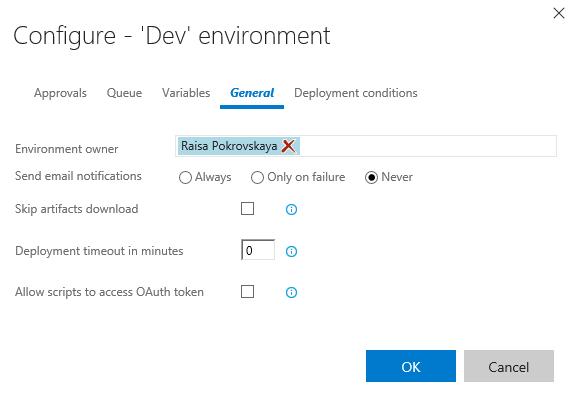 Configure - 'Dev' environment
Approvals Queue Variables General Deployment conditions
Environment owner Raisa Pokrovskaya
Send email notifications Always Only on failure Never
Skip artifacts download
Deployment timeout in minutes 0
Allow scripts to access OAuth token
OK Cancel